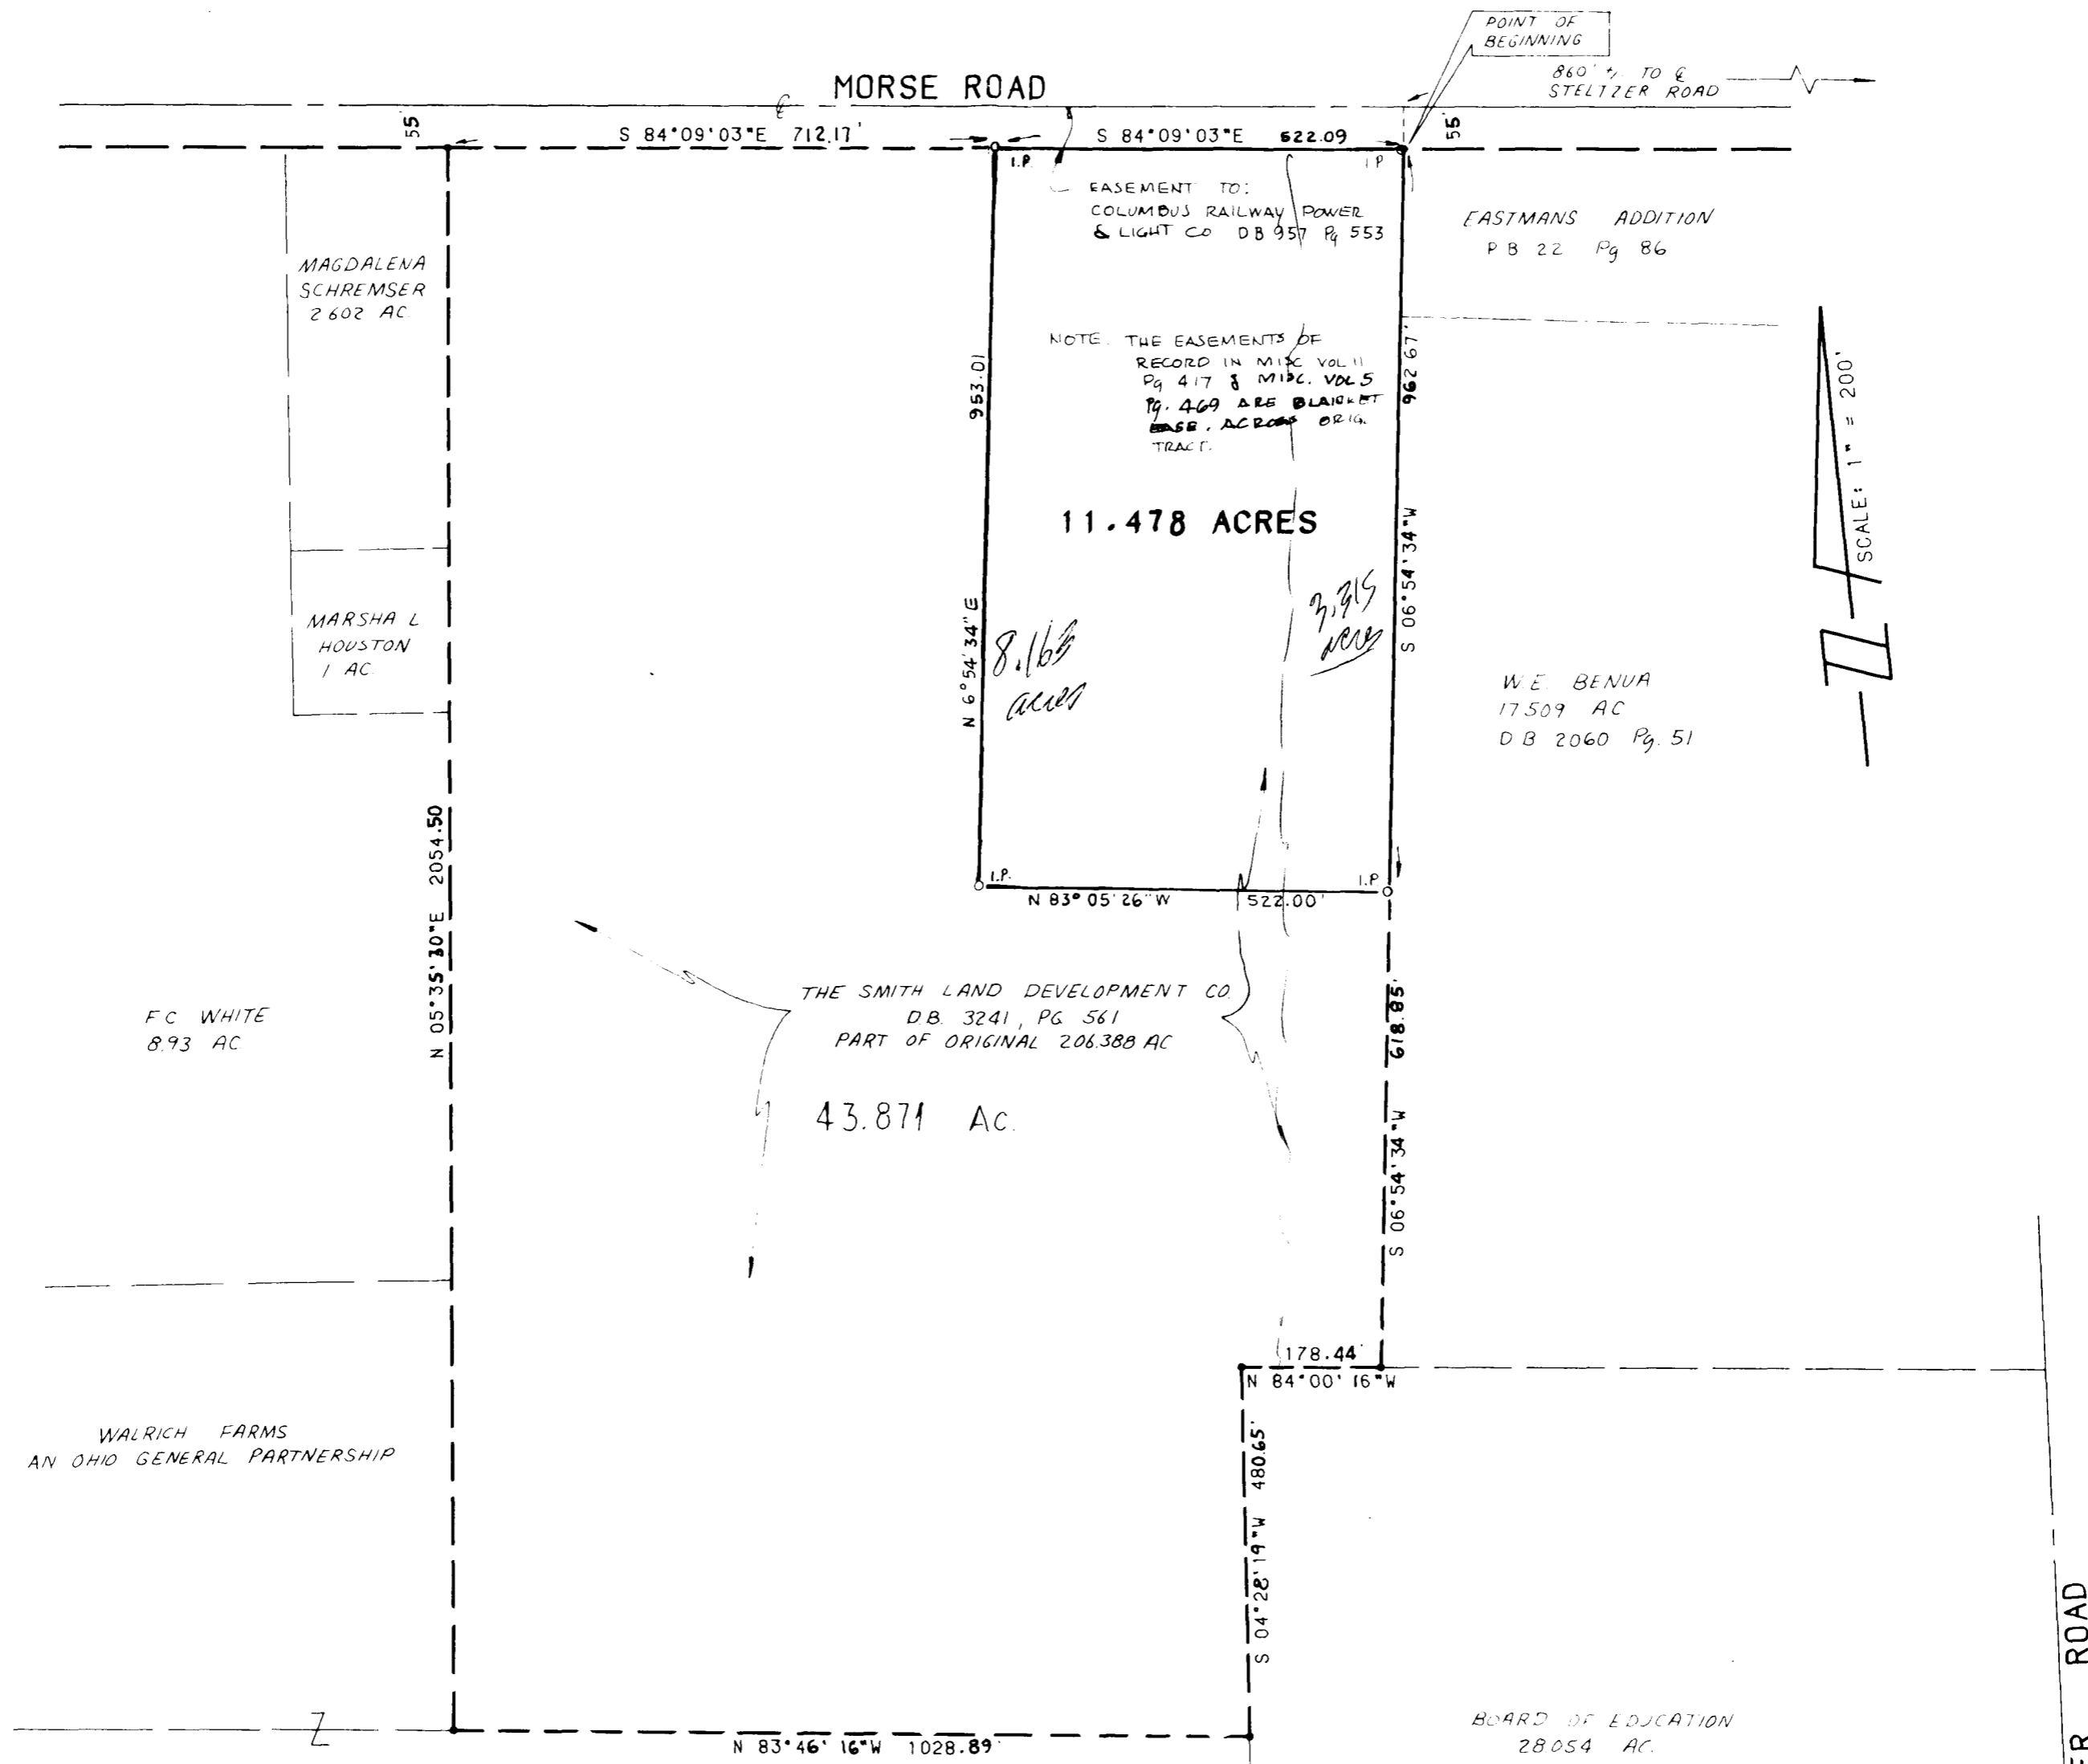 POINT OF
BEGINNING
860' +/- TO ℄
STELTZER ROAD
MORSE ROAD
℄
55'
S 84°09'03"E 712.17'
S 84°09'03"E 522.09
55'
I.P.
I.P
EASEMENT TO:
COLUMBUS RAILWAY POWER
& LIGHT CO DB 957 Pg 553
EASTMANS ADDITION
P B 22 Pg 86
MAGDALENA
SCHREMSER
2 602 AC.
NOTE. THE EASEMENTS OF
RECORD IN MISC VOL 11
Pg 417 & MISC. VOL 5
Pg. 469 ARE BLANKET
EASE. ACROSS ORIG.
TRACT.
953.01
N 6°54'34"E
962 67'
S 06°54'34"W
SCALE: 1" = 200'
11.478 ACRES
3.315
acres
8.163
acres
MARSHA L
HOUSTON
1 AC.
W.E. BENUA
17 509 AC
D B 2060 Pg. 51
I.P.
I.P
N 83°05'26"W 522.00'
N 05°35'30"E 2054.50
THE SMITH LAND DEVELOPMENT CO.
D.B. 3241, PG 561
PART OF ORIGINAL 206.388 AC
43.871 Ac.
F C WHITE
8.93 AC
S 06°54'34"W 618.85'
178.44'
N 84°00'16"W
WALRICH FARMS
AN OHIO GENERAL PARTNERSHIP
S 04°28'19"W 480.65'
N 83°46'16"W 1028.89'
BOARD OF EDUCATION
28.054 AC.
ER ROAD